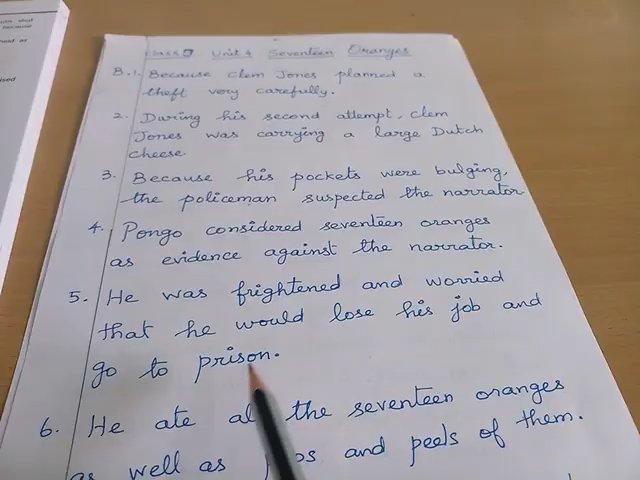 Class 9 Unit 4 Seventeen Oranges
B.1. Because Clem Jones planned a
theft very carefully.
2. During his second attempt, Clem
Jones was carrying a large Dutch
cheese
3. Because his pockets were bulging,
the policeman suspected the narrator
4. Pongo considered seventeen oranges
as evidence against the narrator.
5. He was frightened and worried
that he would lose his job and
go to prison.
6. He ate the seventeen oranges
as well as and peels of them.